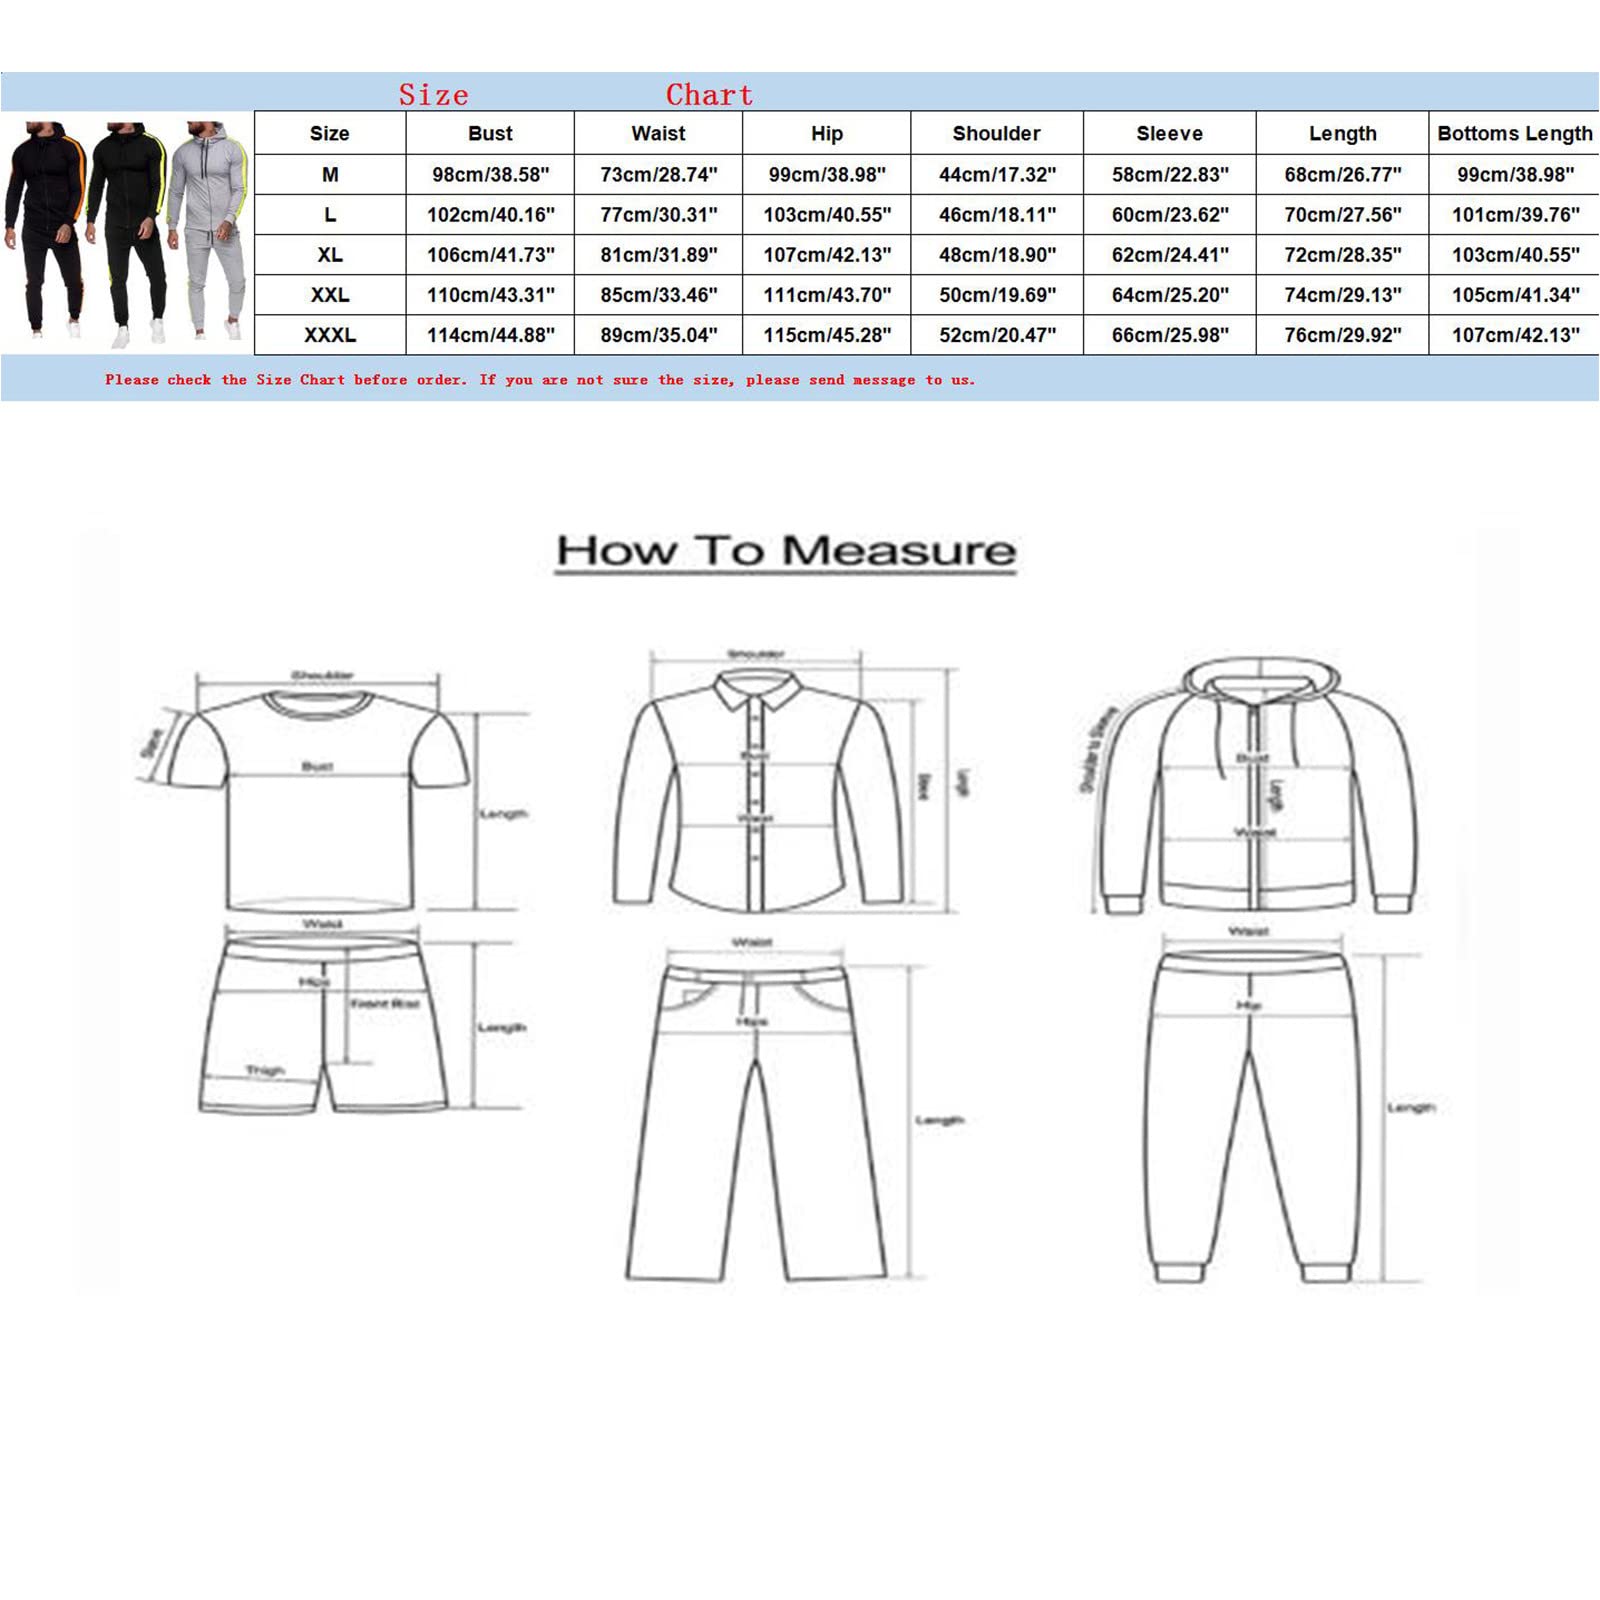 Size Chart
Size Bust Waist Hip Shoulder Sleeve Length Bottoms Length
M 98cm/38.58" 73cm/28.74" 99cm/38.98" 44cm/17.32" 58cm/22.83" 68cm/26.77" 99cm/38.98"
L 102cm/40.16" 77cm/30.31" 103cm/40.55" 46cm/18.11" 60cm/23.62" 70cm/27.56" 101cm/39.76"
XL 106cm/41.73" 81cm/31.89" 107cm/42.13" 48cm/18.90" 62cm/24.41" 72cm/28.35" 103cm/40.55"
XXL 110cm/43.31" 85cm/33.46" 111cm/43.70" 50cm/19.69" 64cm/25.20" 74cm/29.13" 105cm/41.34"
XXXL 114cm/44.88" 89cm/35.04" 115cm/45.28" 52cm/20.47" 66cm/25.98" 76cm/29.92" 107cm/42.13"
Please check the Size Chart before order. If you are not sure the size, please send message to us.
How To Measure
Shoulder
Sleeve
Bust
Length
Waist
Hips
Front Rise
Length
Thigh
Shoulder
Bust
Waist
Sleeve
Length
Waist
Hips
Length
Shoulder to Sleeve
Bust
Length
Waist
Waist
Hip
Length